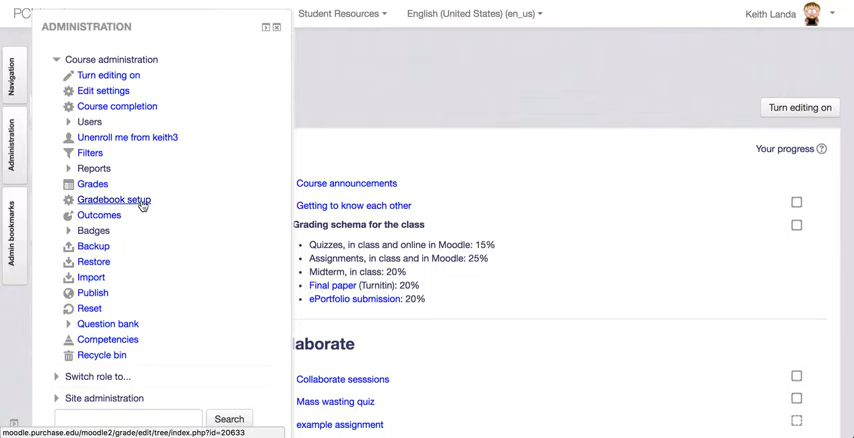 Student Resources
English (United States) (en_us)
Keith Landa
ADMINISTRATION
Navigation
Administration
Admin bookmarks
Course administration
Turn editing on
Edit settings
Course completion
Users
Unenroll me from keith3
Filters
Reports
Grades
Gradebook setup
Outcomes
Badges
Backup
Restore
Import
Publish
Reset
Question bank
Competencies
Recycle bin
Switch role to...
Site administration
Search
moodle.purchase.edu/moodle2/grade/edit/tree/index.php?id=20633
Turn editing on
Your progress
Course announcements
Getting to know each other
Grading schema for the class
• Quizzes, in class and online in Moodle: 15%
• Assignments, in class and in Moodle: 25%
• Midterm, in class: 20%
• Final paper (Turnitin): 20%
• ePortfolio submission: 20%
laborate
Collaborate sesssions
Mass wasting quiz
example assignment